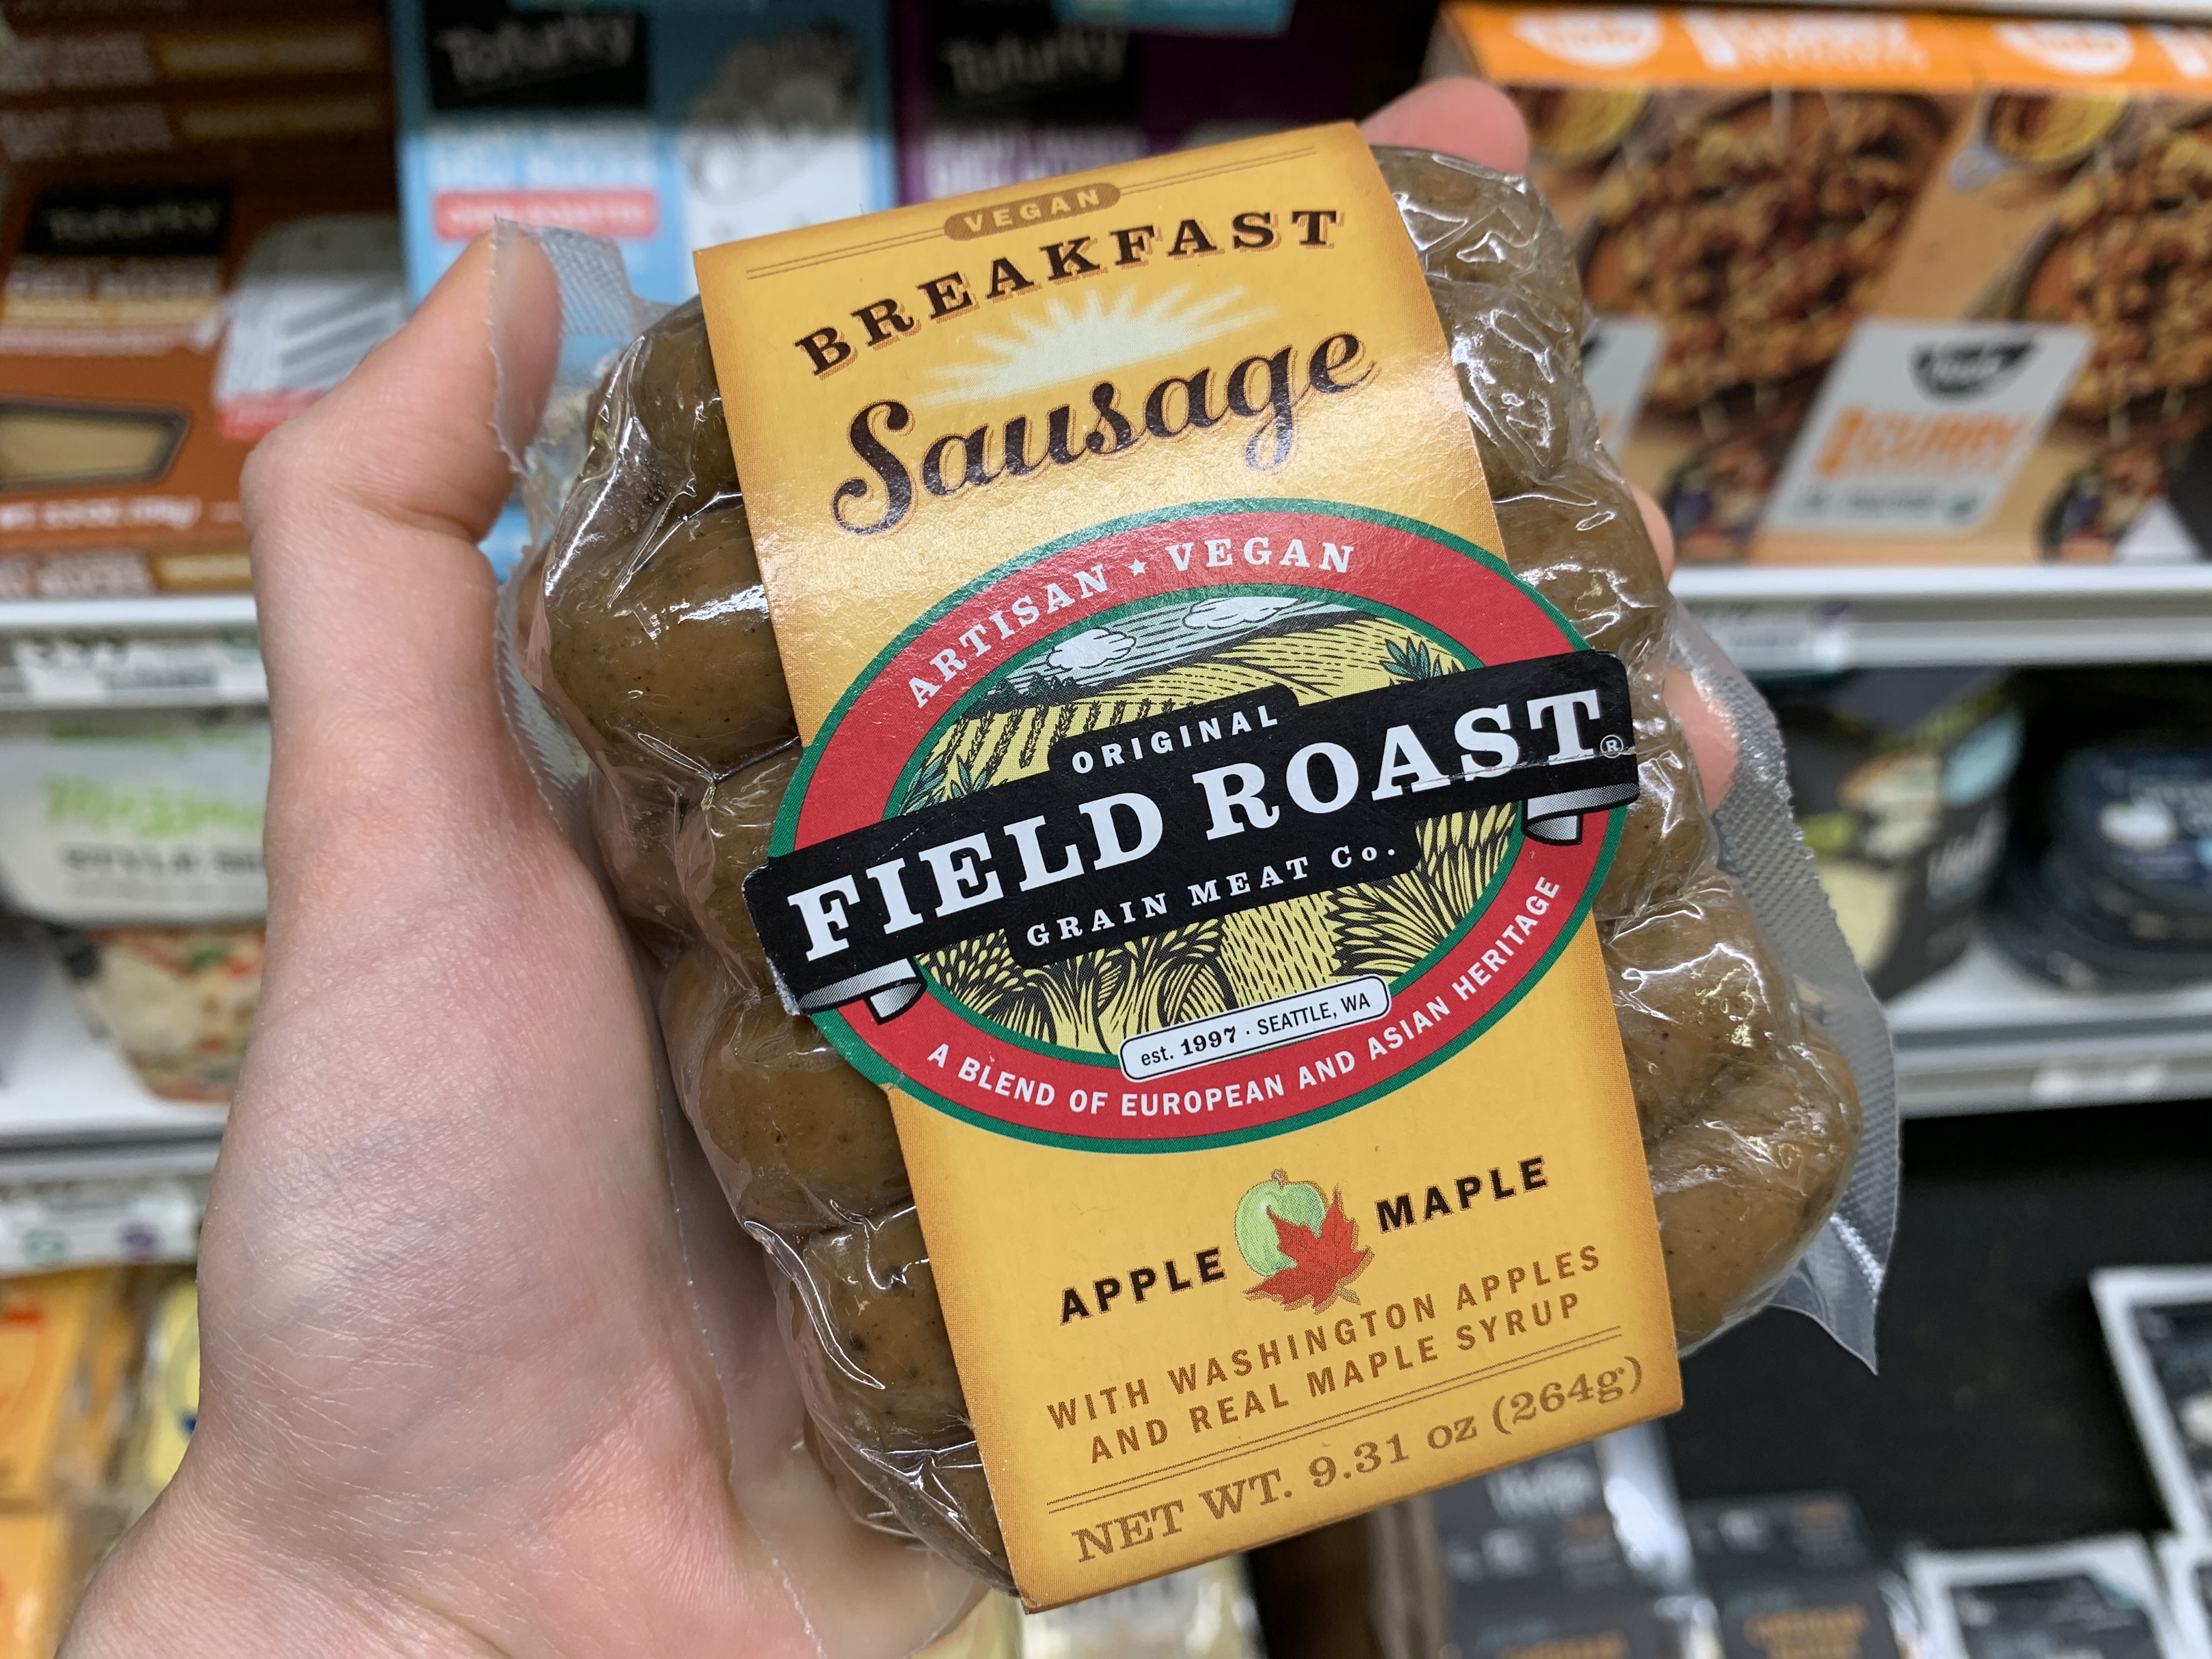 VEGAN
BREAKFAST
Sausage
ARTISAN ★ VEGAN
ORIGINAL
FIELD ROAST®
GRAIN MEAT Co.
est. 1997 · SEATTLE, WA
A BLEND OF EUROPEAN AND ASIAN HERITAGE
APPLE MAPLE
WITH WASHINGTON APPLES
AND REAL MAPLE SYRUP
NET WT. 9.31 oz (264g)
Tofurky
Tofurky
Tofurky
CURRY